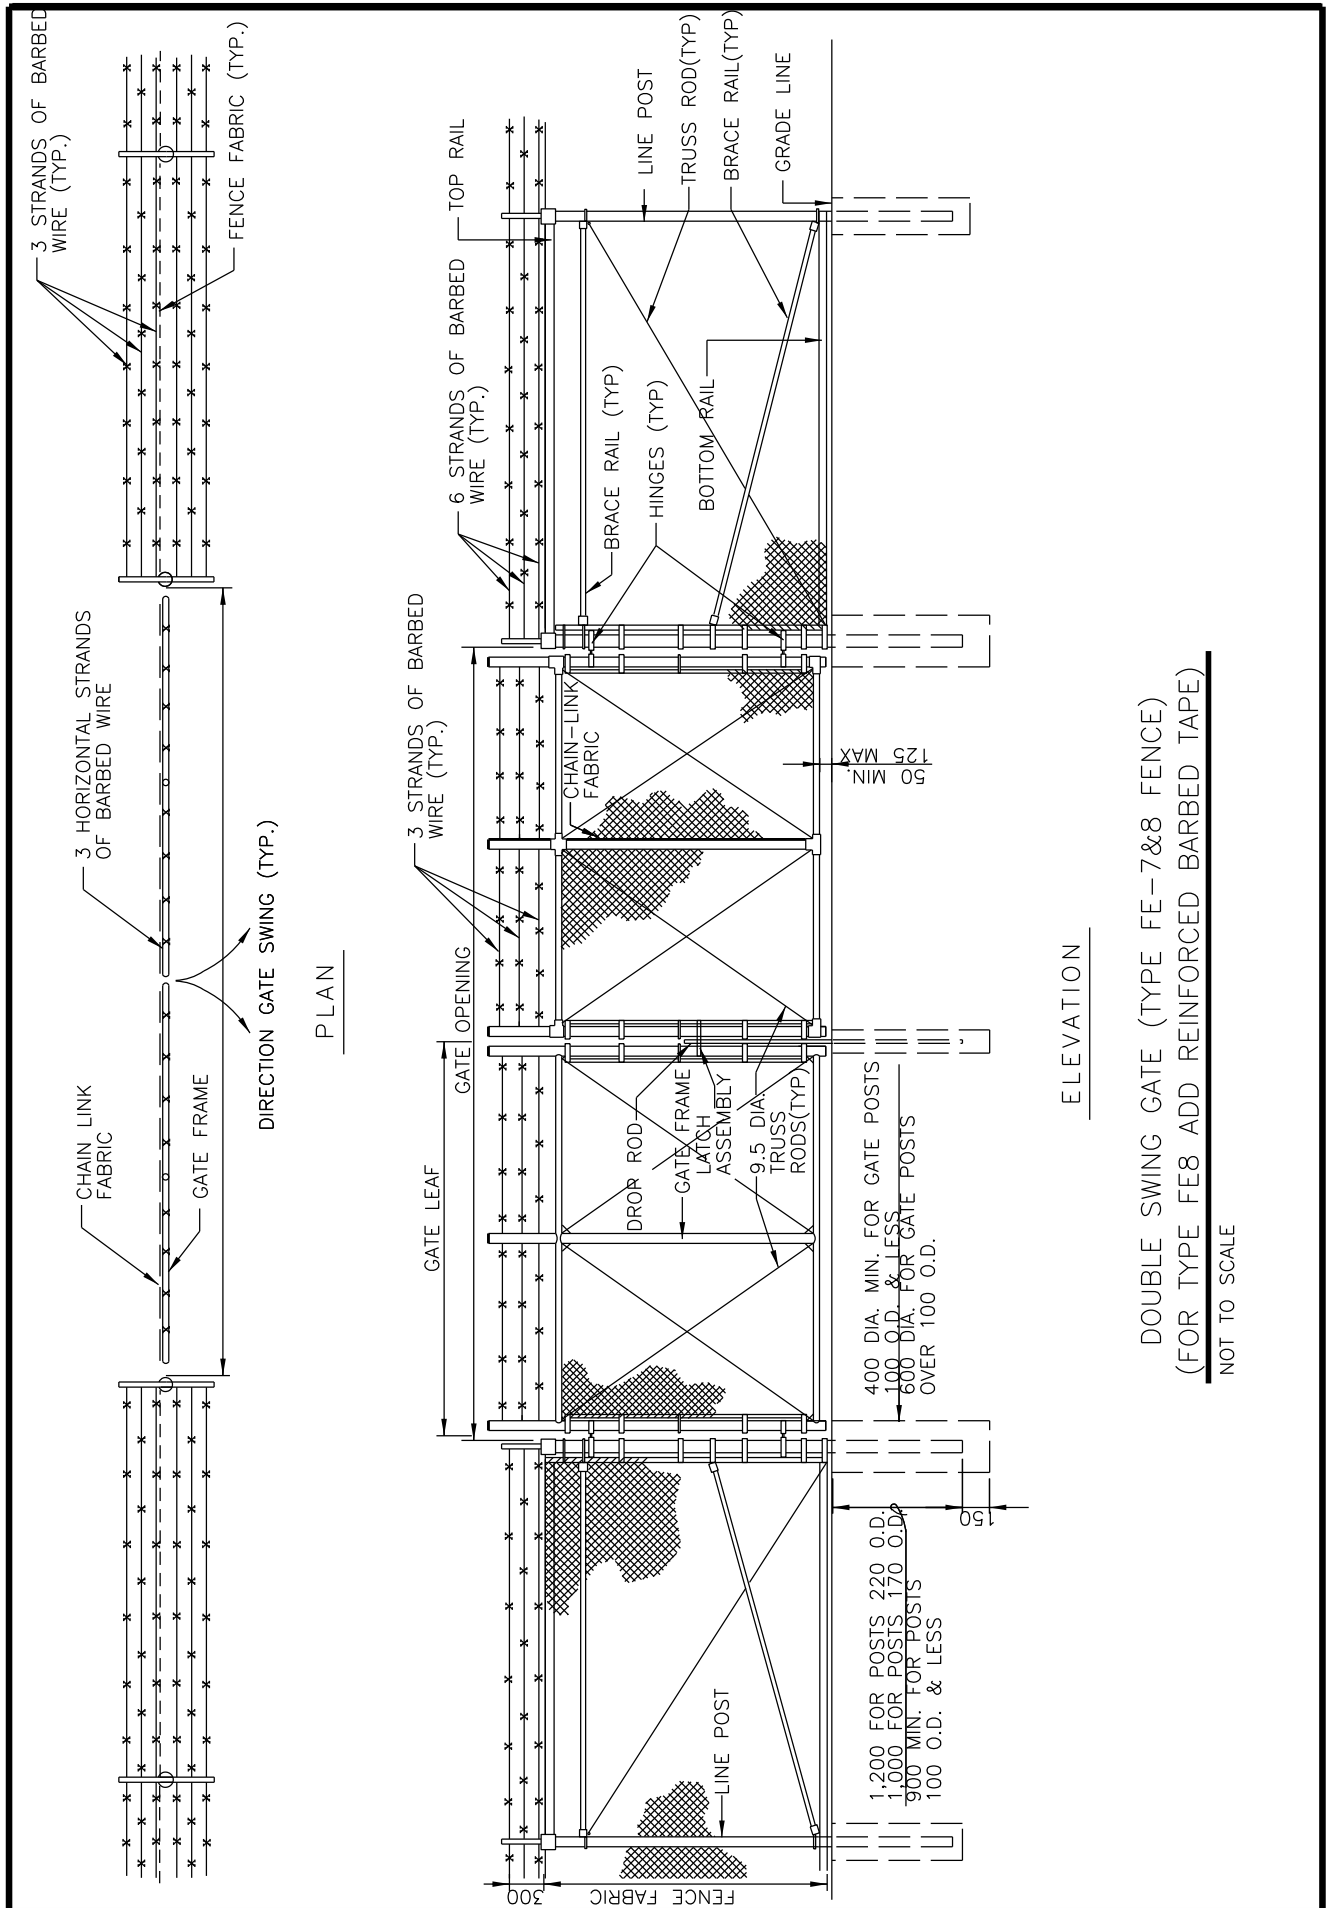 3 STRANDS OF BARBED
WIRE (TYP.)
FENCE FABRIC (TYP.)
3 HORIZONTAL STRANDS
OF BARBED WIRE
CHAIN LINK
FABRIC
GATE FRAME
DIRECTION GATE SWING (TYP.)
PLAN
TOP RAIL
6 STRANDS OF BARBED
WIRE (TYP.)
3 STRANDS OF BARBED
WIRE (TYP.)
GATE OPENING
GATE LEAF
LINE POST
TRUSS ROD(TYP)
BRACE RAIL(TYP)
GRADE LINE
BRACE RAIL (TYP)
HINGES (TYP)
BOTTOM RAIL
CHAIN-LINK
FABRIC
50 MIN.
125 MAX
DROP ROD
GATE FRAME
LATCH
ASSEMBLY
9.5 DIA.
TRUSS
RODS(TYP)
400 DIA. MIN. FOR GATE POSTS
100 O.D. & LESS
600 DIA. FOR GATE POSTS
OVER 100 O.D.
150
1,200 FOR POSTS 220 O.D.
1,000 FOR POSTS 170 O.D.
900 MIN. FOR POSTS
100 O.D. & LESS
LINE POST
300
FENCE FABRIC
ELEVATION
DOUBLE SWING GATE (TYPE FE-7&8 FENCE)
(FOR TYPE FE8 ADD REINFORCED BARBED TAPE)
NOT TO SCALE